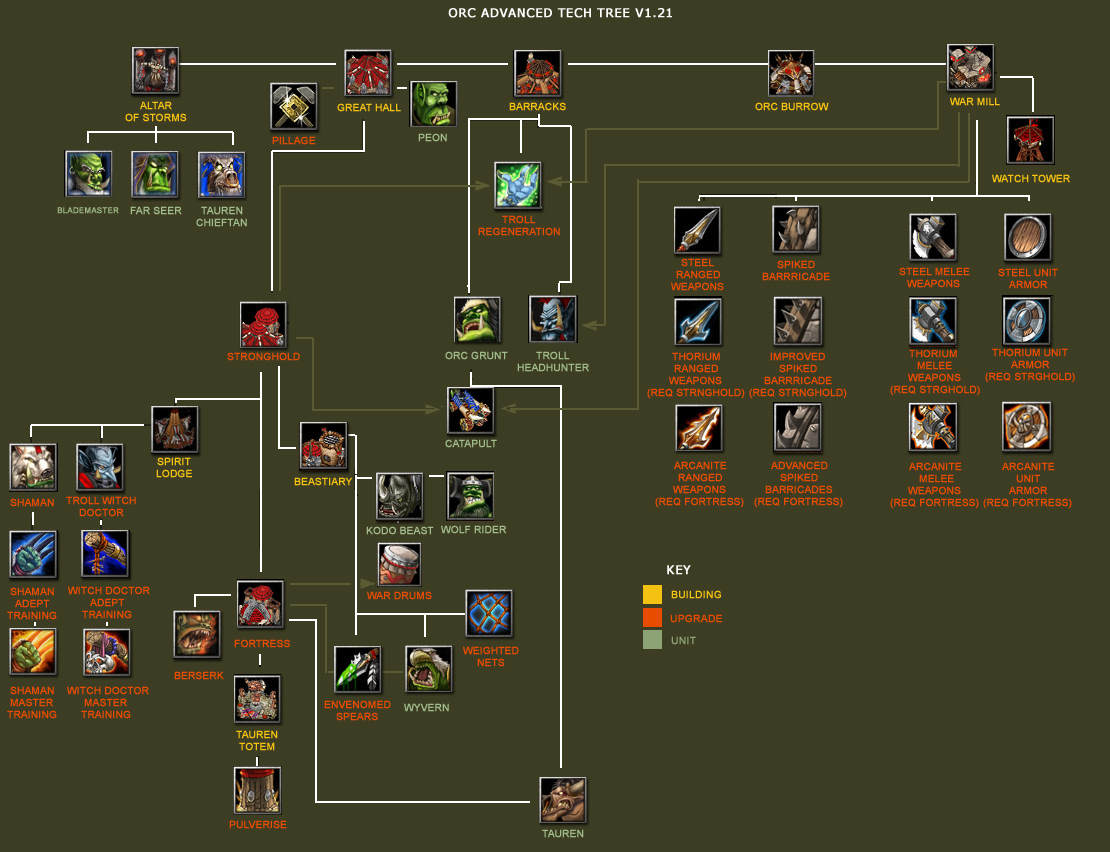 ORC ADVANCED TECH TREE V1.21
ALTAR
OF STORMS
PILLAGE
GREAT HALL
PEON
BARRACKS
ORC BURROW
WAR MILL
WATCH TOWER
BLADEMASTER
FAR SEER
TAUREN
CHIEFTAN
TROLL
REGENERATION
STEEL
RANGED
WEAPONS
SPIKED
BARRRICADE
STEEL MELEE
WEAPONS
STEEL UNIT
ARMOR
STRONGHOLD
ORC GRUNT
TROLL
HEADHUNTER
THORIUM
RANGED
WEAPONS
(REQ STRNGHOLD)
IMPROVED
SPIKED
BARRRICADE
(REQ STRNGHOLD)
THORIUM
MELEE
WEAPONS
(REQ STRGHOLD)
THORIUM UNIT
ARMOR
(REQ STRGHOLD)
CATAPULT
SPIRIT
LODGE
BEASTIARY
ARCANITE
RANGED
WEAPONS
(REQ FORTRESS)
ADVANCED
SPIKED
BARRICADES
(REQ FORTRESS)
ARCANITE
MELEE
WEAPONS
(REQ FORTRESS)
ARCANITE
UNIT
ARMOR
(REQ FORTRESS)
SHAMAN
TROLL WITCH
DOCTOR
KODO BEAST
WOLF RIDER
SHAMAN
ADEPT
TRAINING
WITCH DOCTOR
ADEPT
TRAINING
WAR DRUMS
KEY
BUILDING
UPGRADE
UNIT
FORTRESS
BERSERK
WEIGHTED
NETS
SHAMAN
MASTER
TRAINING
WITCH DOCTOR
MASTER
TRAINING
ENVENOMED
SPEARS
WYVERN
TAUREN
TOTEM
PULVERISE
TAUREN